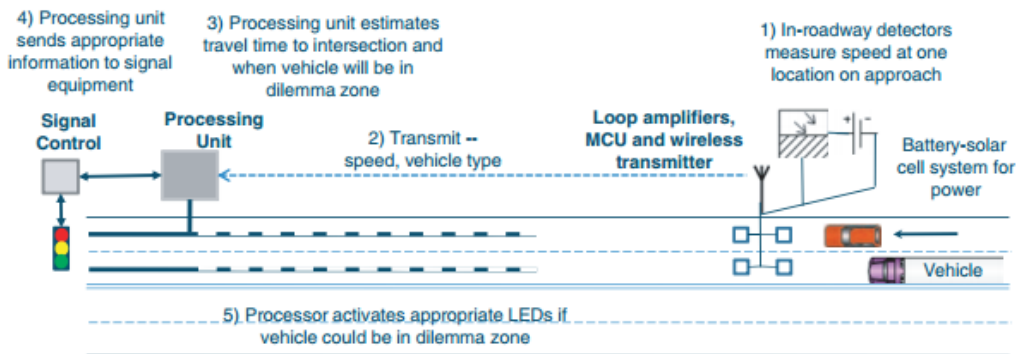 4) Processing unit
sends appropriate
information to signal
equipment
3) Processing unit estimates
travel time to intersection and
when vehicle will be in
dilemma zone
1) In-roadway detectors
measure speed at one
location on approach
Signal
Control
Processing
Unit
2) Transmit --
speed, vehicle type
Loop amplifiers,
MCU and wireless
transmitter
+ -
Battery-solar
cell system for
power
Vehicle
5) Processor activates appropriate LEDs if
vehicle could be in dilemma zone